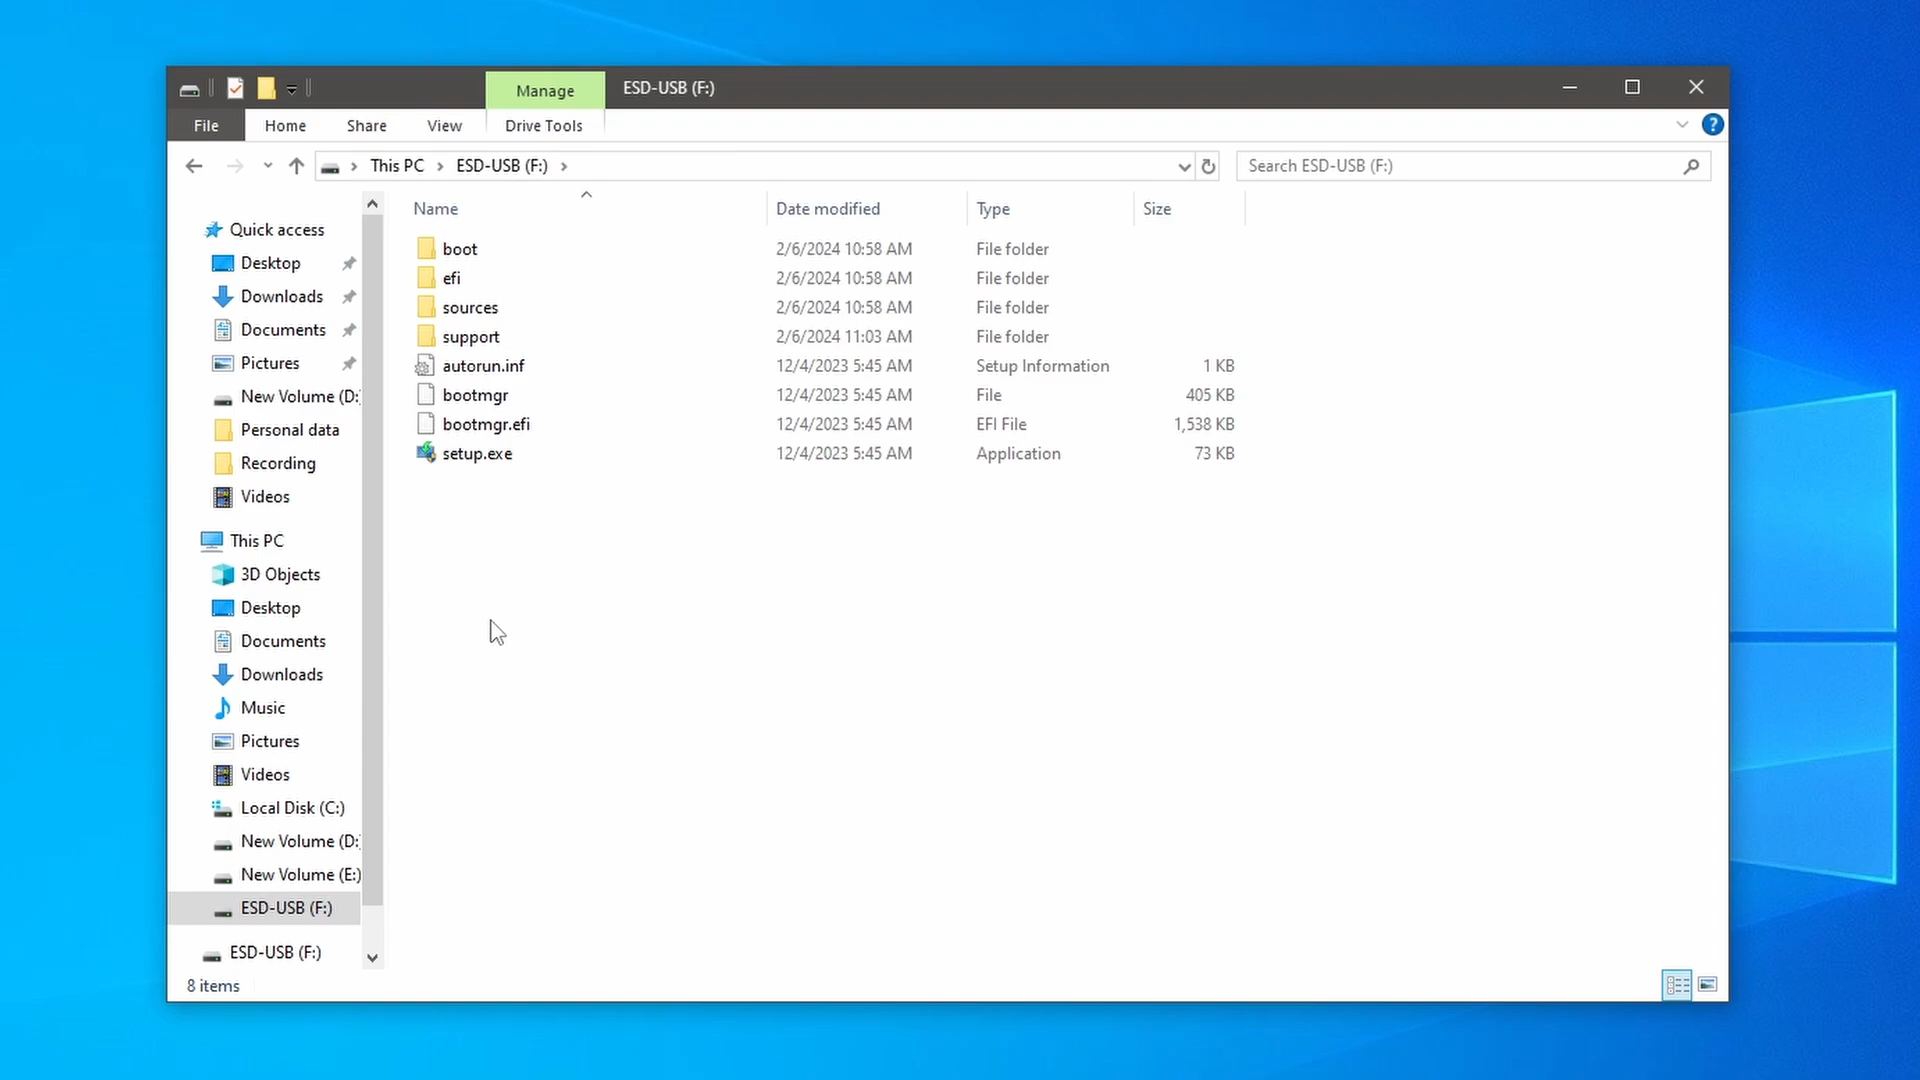 Manage ESD-USB (F:)
File Home Share View Drive Tools ?
This PC ESD-USB (F:) Search ESD-USB (F:)
Name Date modified Type Size
Quick access
Desktop
Downloads
Documents
Pictures
New Volume (D:
Personal data
Recording
Videos
This PC
3D Objects
Desktop
Documents
Downloads
Music
Pictures
Videos
Local Disk (C:)
New Volume (D:
New Volume (E:)
ESD-USB (F:)
ESD-USB (F:)
boot 2/6/2024 10:58 AM File folder
efi 2/6/2024 10:58 AM File folder
sources 2/6/2024 10:58 AM File folder
support 2/6/2024 11:03 AM File folder
autorun.inf 12/4/2023 5:45 AM Setup Information 1 KB
bootmgr 12/4/2023 5:45 AM File 405 KB
bootmgr.efi 12/4/2023 5:45 AM EFI File 1,538 KB
setup.exe 12/4/2023 5:45 AM Application 73 KB
8 items